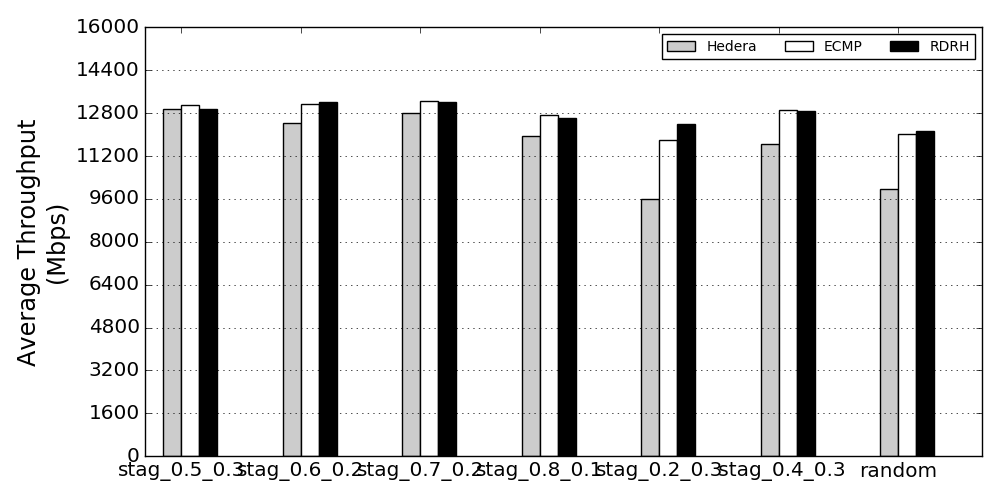 16000
Hedera ECMP RDRH
14400
12800
11200
9600
8000
6400
4800
3200
1600
0
Average Throughput
(Mbps)
stag_0.5_0.3 stag_0.6_0.2 stag_0.7_0.2 stag_0.8_0.1 stag_0.2_0.3 stag_0.4_0.3 random